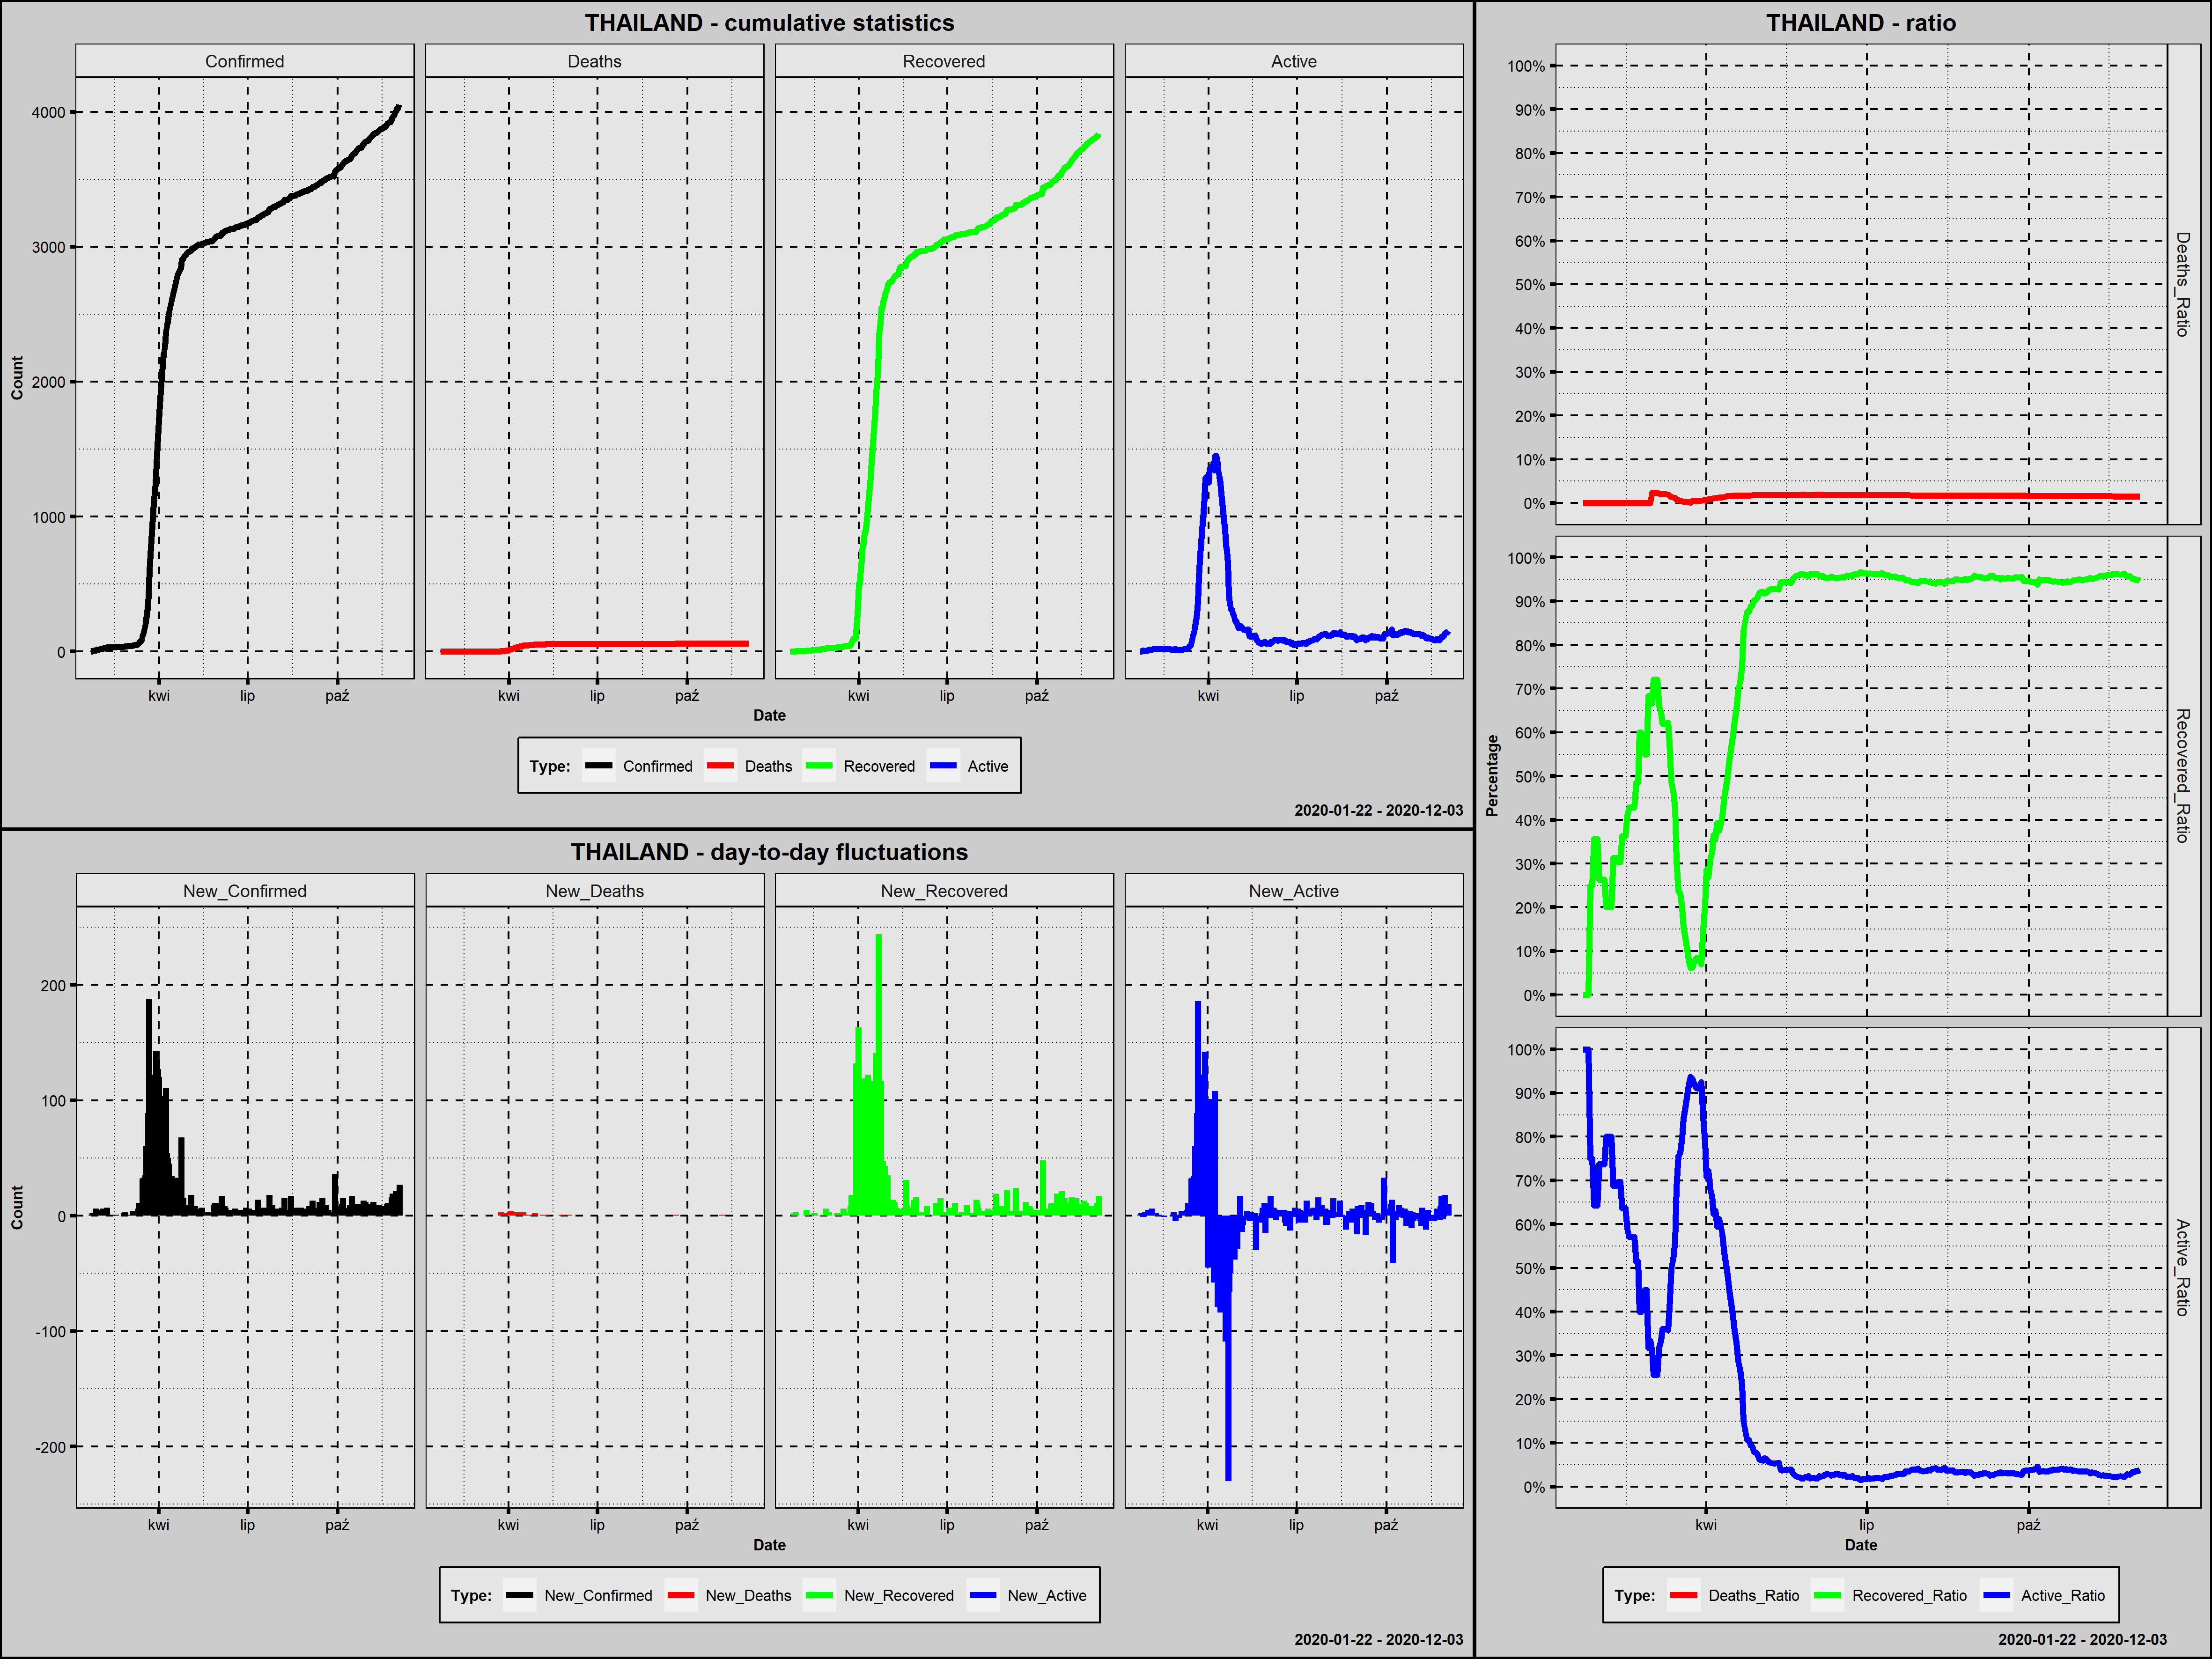 THAILAND - cumulative statistics
Confirmed Deaths Recovered Active
Count
4000
3000
2000
1000
0
kwi lip paź kwi lip paź kwi lip paź kwi lip paź
Date
Type: Confirmed Deaths Recovered Active
2020-01-22 - 2020-12-03
THAILAND - day-to-day fluctuations
New_Confirmed New_Deaths New_Recovered New_Active
Count
200
100
0
-100
-200
kwi lip paź kwi lip paź kwi lip paź kwi lip paź
Date
Type: New_Confirmed New_Deaths New_Recovered New_Active
2020-01-22 - 2020-12-03
THAILAND - ratio
Percentage
100%
90%
80%
70%
60%
50%
40%
30%
20%
10%
0%
Deaths_Ratio
100%
90%
80%
70%
60%
50%
40%
30%
20%
10%
0%
Recovered_Ratio
100%
90%
80%
70%
60%
50%
40%
30%
20%
10%
0%
Active_Ratio
kwi lip paź
Date
Type: Deaths_Ratio Recovered_Ratio Active_Ratio
2020-01-22 - 2020-12-03